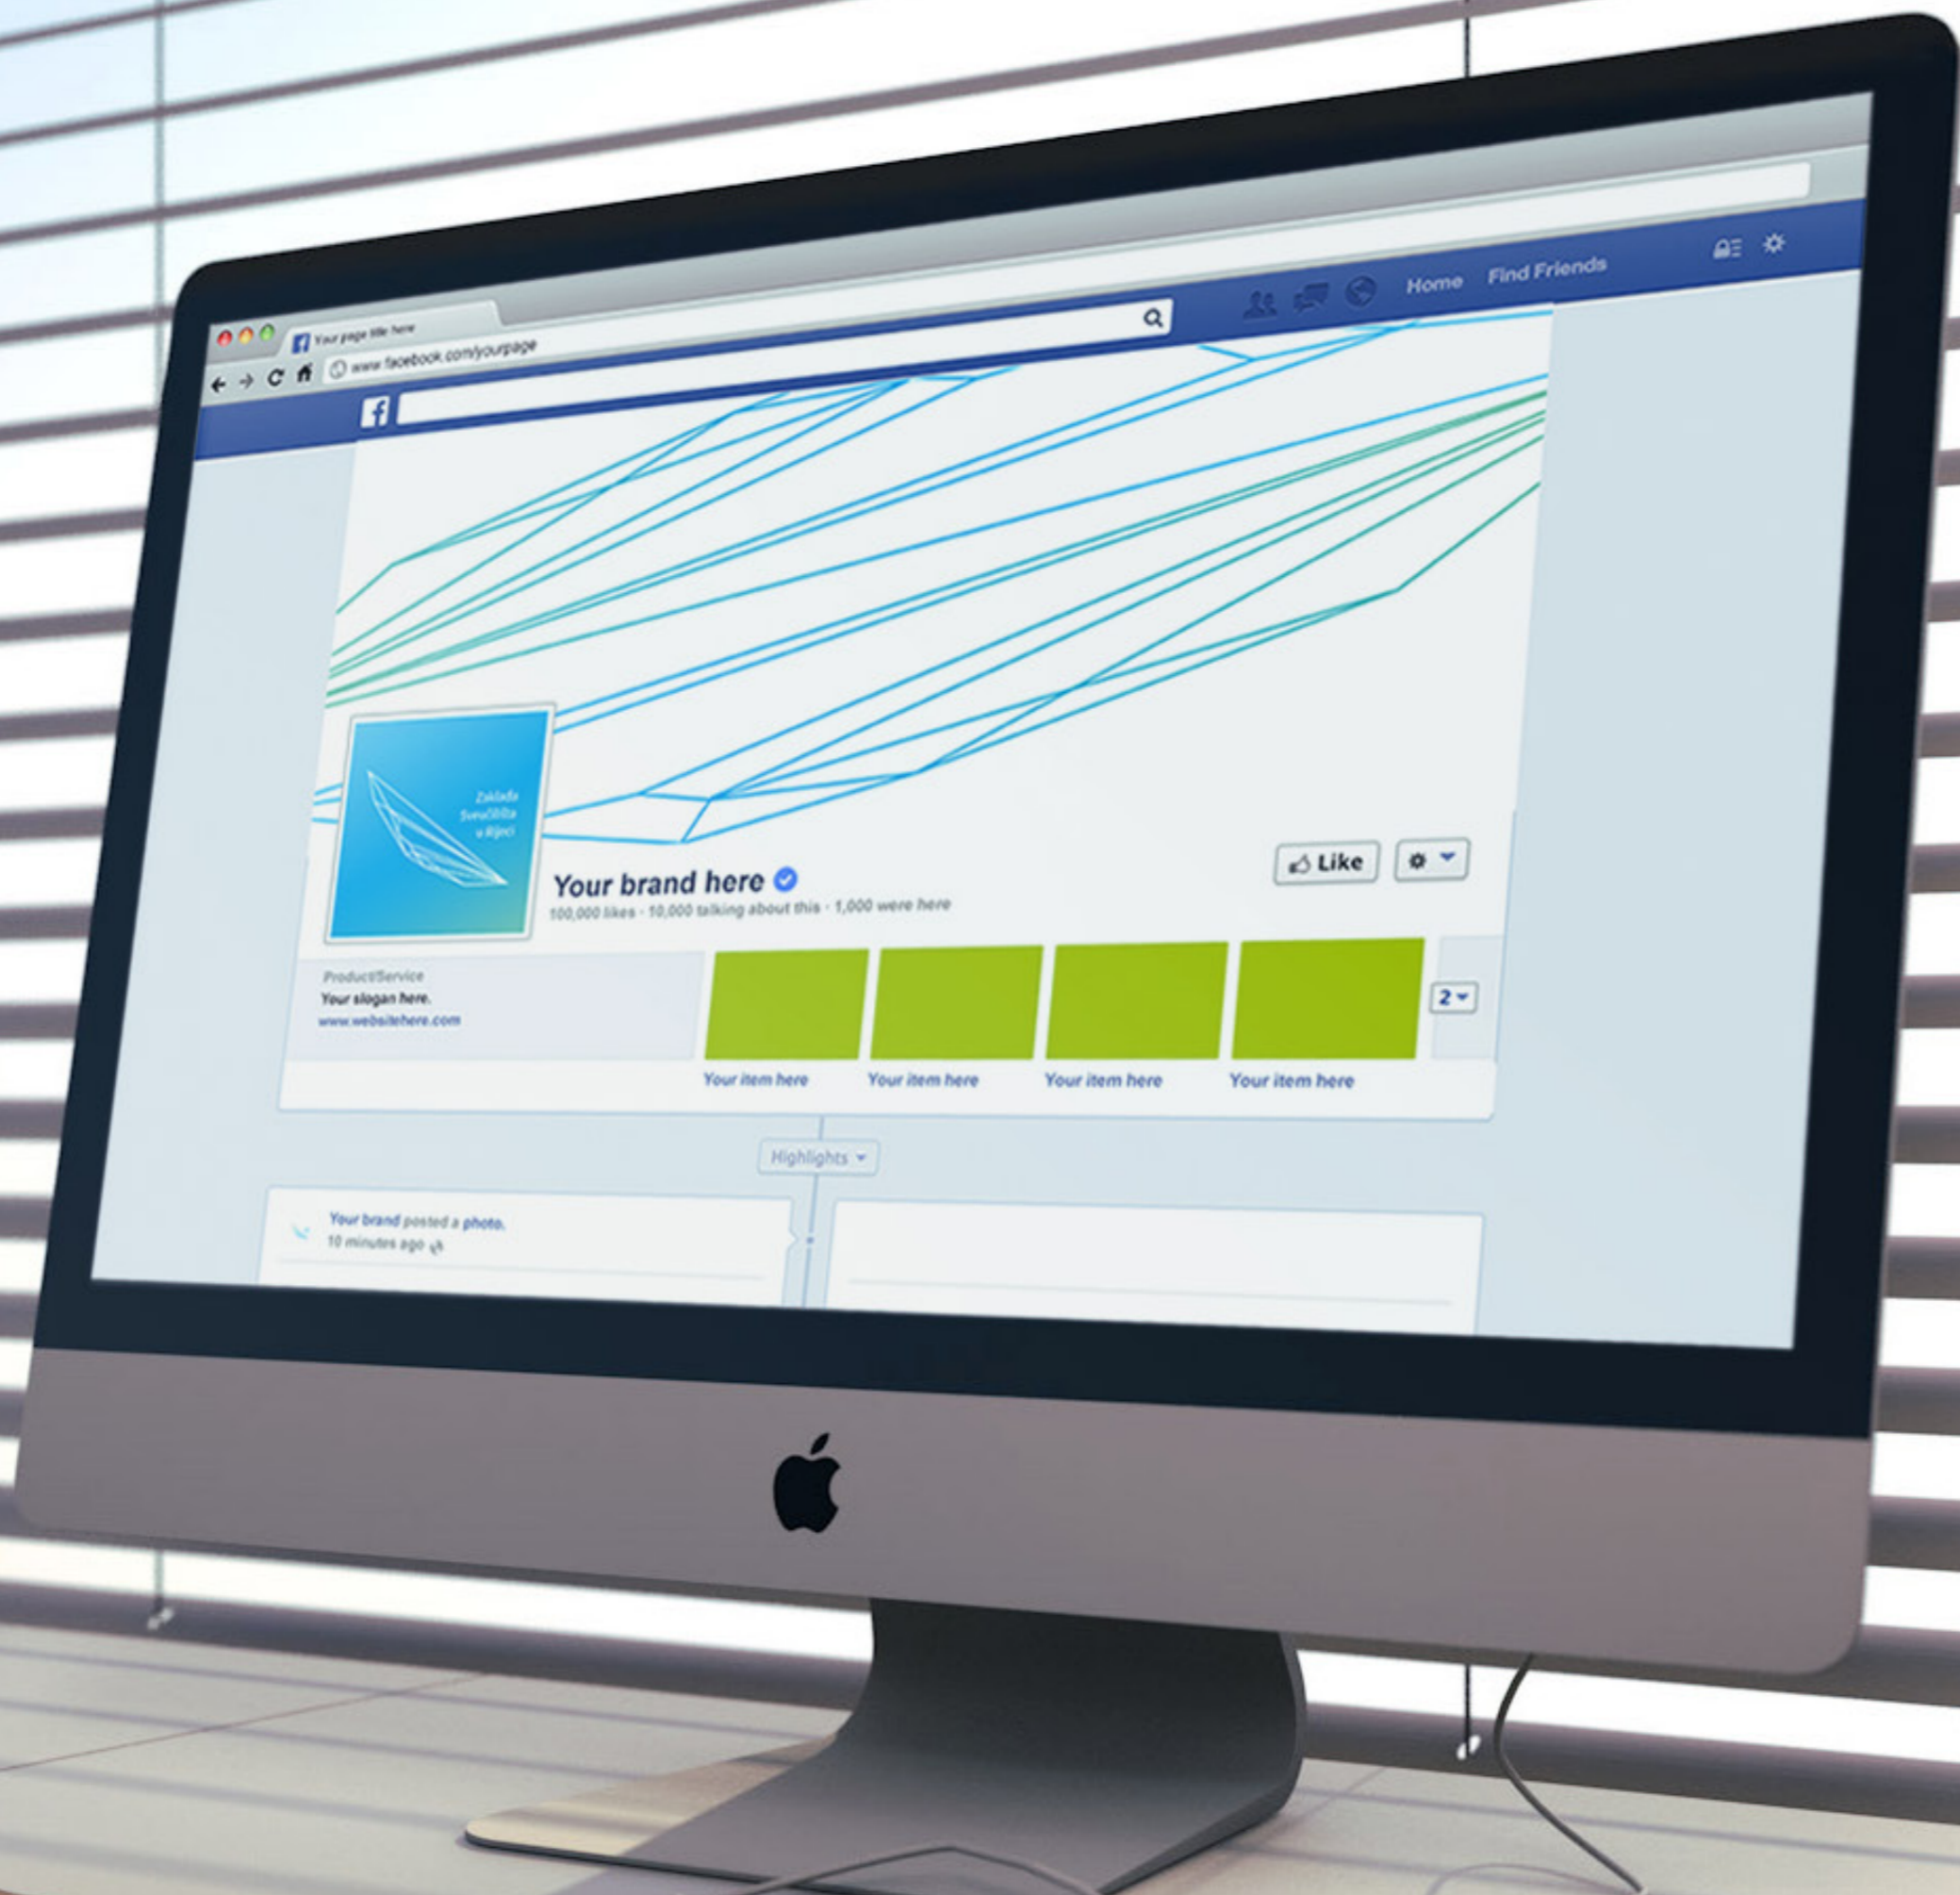 Your page title here
www.facebook.com/yourpage
Home Find Friends
Zaklada
Sveučilišta
u Rijeci
Your brand here
100,000 likes · 10,000 talking about this · 1,000 were here
Like
Product/Service
Your slogan here.
www.websitehere.com
2
Your item here Your item here Your item here Your item here
Highlights
Your brand posted a photo.
10 minutes ago